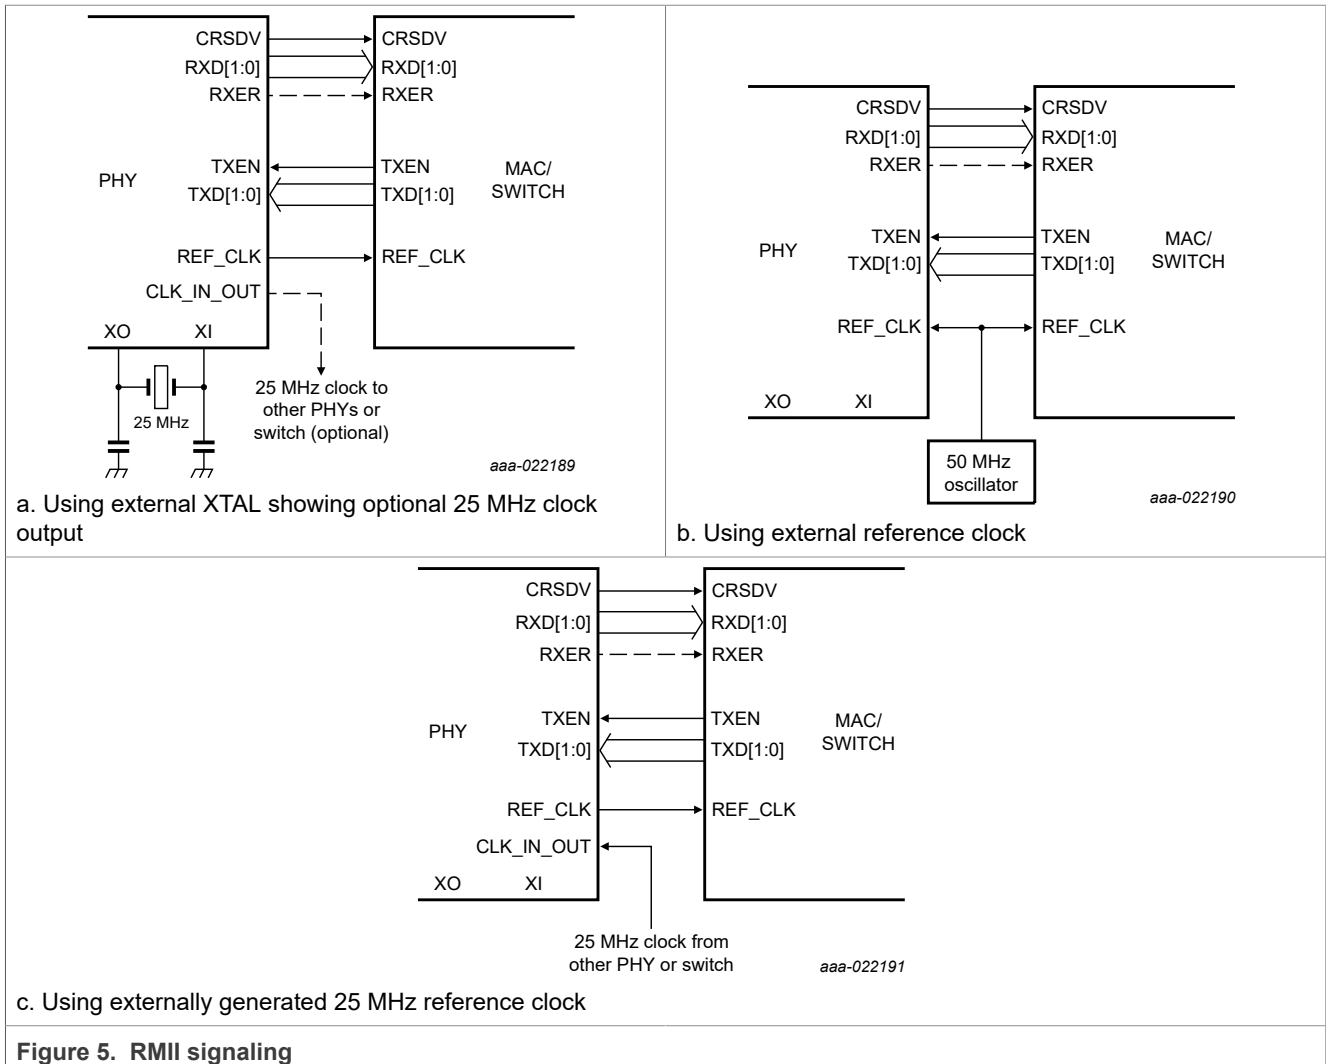 CRSDV
CRSDV
RXD[1:0]
RXD[1:0]
RXER
RXER
TXEN
TXEN
TXD[1:0]
TXD[1:0]
PHY
MAC/
SWITCH
REF_CLK
REF_CLK
CLK_IN_OUT
XO
XI
25 MHz
25 MHz clock to
other PHYs or
switch (optional)
aaa-022189
a. Using external XTAL showing optional 25 MHz clock
output
CRSDV
CRSDV
RXD[1:0]
RXD[1:0]
RXER
RXER
TXEN
TXEN
TXD[1:0]
TXD[1:0]
PHY
MAC/
SWITCH
REF_CLK
REF_CLK
XO
XI
50 MHz
oscillator
aaa-022190
b. Using external reference clock
CRSDV
CRSDV
RXD[1:0]
RXD[1:0]
RXER
RXER
TXEN
TXEN
TXD[1:0]
TXD[1:0]
PHY
MAC/
SWITCH
REF_CLK
REF_CLK
CLK_IN_OUT
XO
XI
25 MHz clock from
other PHY or switch
aaa-022191
c. Using externally generated 25 MHz reference clock
Figure 5. RMII signaling